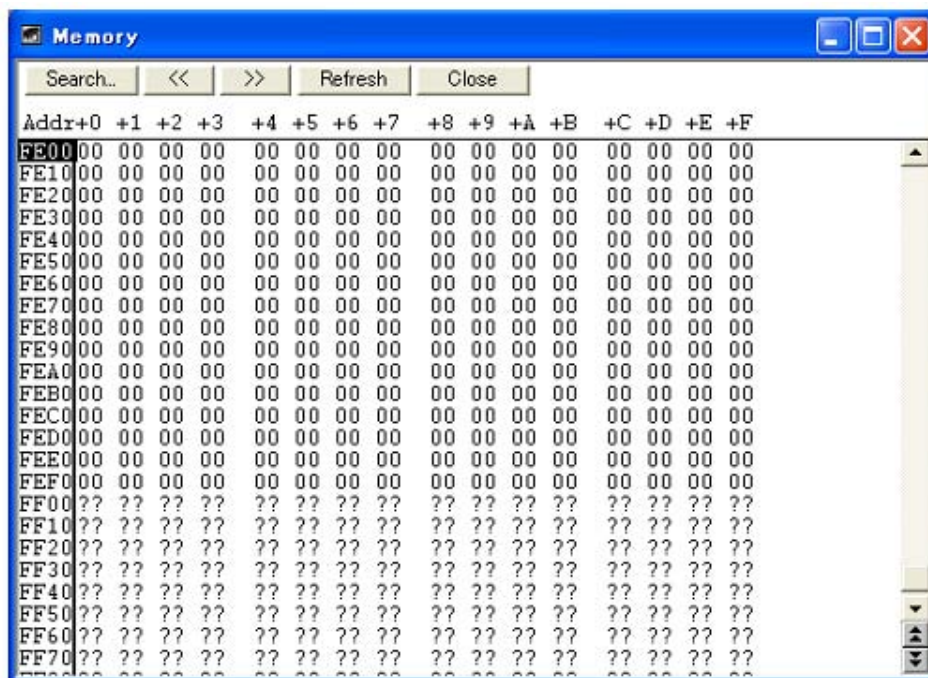 Memory
Search... << >> Refresh Close
Addr+0 +1 +2 +3 +4 +5 +6 +7 +8 +9 +A +B +C +D +E +F
FE00 00 00 00 00 00 00 00 00 00 00 00 00 00 00 00 00
FE10 00 00 00 00 00 00 00 00 00 00 00 00 00 00 00 00
FE20 00 00 00 00 00 00 00 00 00 00 00 00 00 00 00 00
FE30 00 00 00 00 00 00 00 00 00 00 00 00 00 00 00 00
FE40 00 00 00 00 00 00 00 00 00 00 00 00 00 00 00 00
FE50 00 00 00 00 00 00 00 00 00 00 00 00 00 00 00 00
FE60 00 00 00 00 00 00 00 00 00 00 00 00 00 00 00 00
FE70 00 00 00 00 00 00 00 00 00 00 00 00 00 00 00 00
FE80 00 00 00 00 00 00 00 00 00 00 00 00 00 00 00 00
FE90 00 00 00 00 00 00 00 00 00 00 00 00 00 00 00 00
FEA0 00 00 00 00 00 00 00 00 00 00 00 00 00 00 00 00
FEB0 00 00 00 00 00 00 00 00 00 00 00 00 00 00 00 00
FEC0 00 00 00 00 00 00 00 00 00 00 00 00 00 00 00 00
FED0 00 00 00 00 00 00 00 00 00 00 00 00 00 00 00 00
FEE0 00 00 00 00 00 00 00 00 00 00 00 00 00 00 00 00
FEF0 00 00 00 00 00 00 00 00 00 00 00 00 00 00 00 00
FF00 ?? ?? ?? ?? ?? ?? ?? ?? ?? ?? ?? ?? ?? ?? ?? ??
FF10 ?? ?? ?? ?? ?? ?? ?? ?? ?? ?? ?? ?? ?? ?? ?? ??
FF20 ?? ?? ?? ?? ?? ?? ?? ?? ?? ?? ?? ?? ?? ?? ?? ??
FF30 ?? ?? ?? ?? ?? ?? ?? ?? ?? ?? ?? ?? ?? ?? ?? ??
FF40 ?? ?? ?? ?? ?? ?? ?? ?? ?? ?? ?? ?? ?? ?? ?? ??
FF50 ?? ?? ?? ?? ?? ?? ?? ?? ?? ?? ?? ?? ?? ?? ?? ??
FF60 ?? ?? ?? ?? ?? ?? ?? ?? ?? ?? ?? ?? ?? ?? ?? ??
FF70 ?? ?? ?? ?? ?? ?? ?? ?? ?? ?? ?? ?? ?? ?? ?? ??